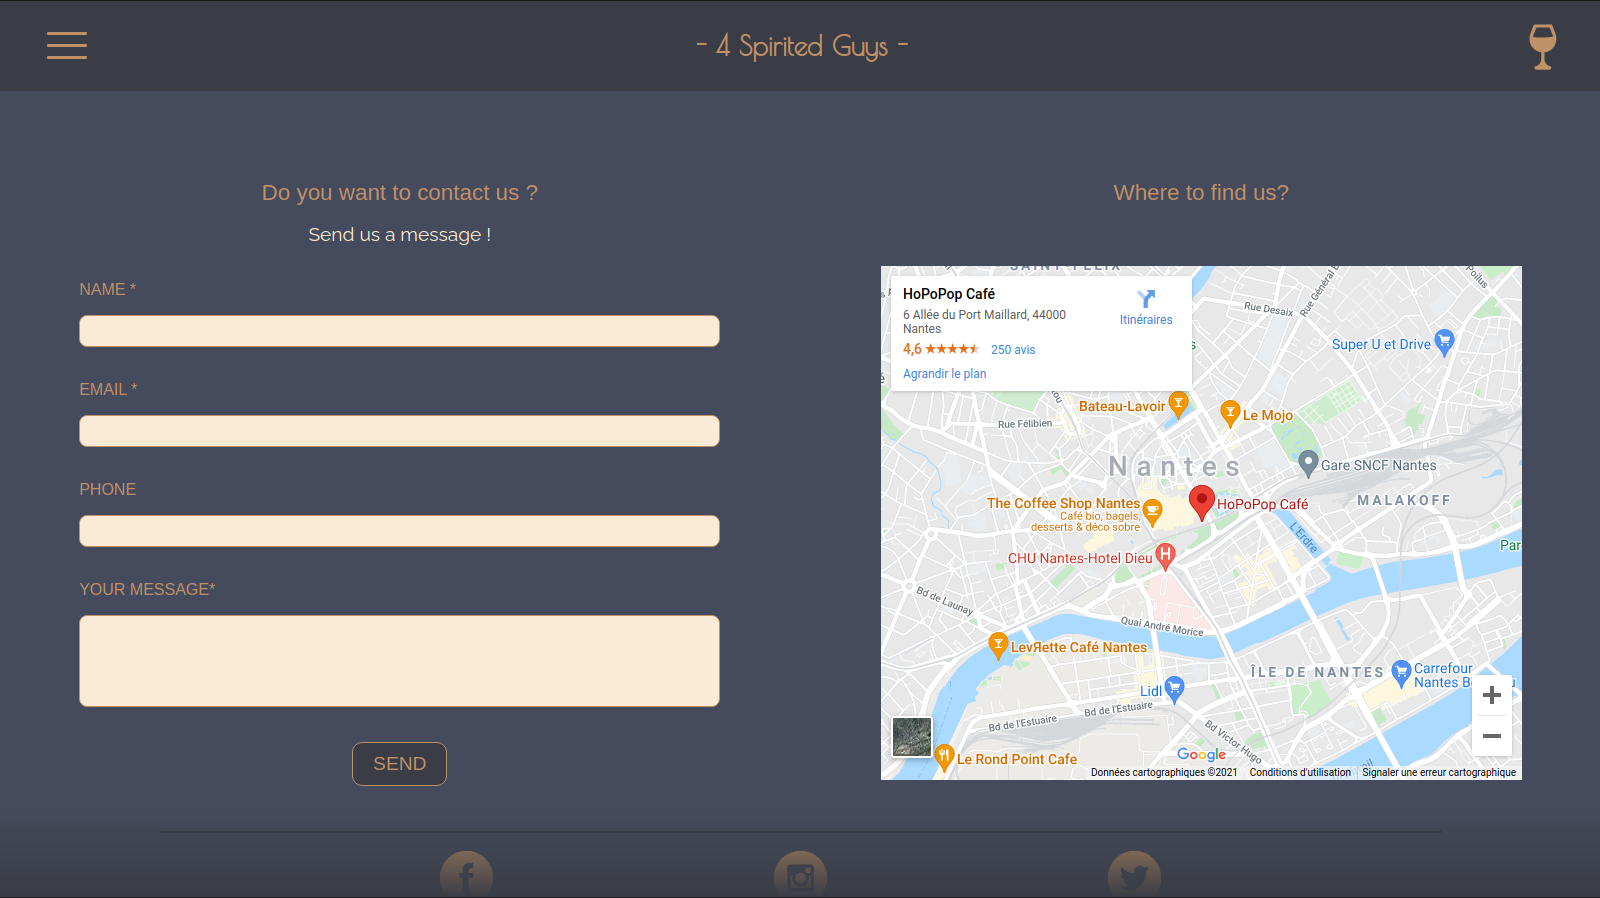 - 4 Spirited Guys -
Do you want to contact us ?
Send us a message !
NAME *
EMAIL *
PHONE
YOUR MESSAGE*
SEND
Where to find us?
HoPoPop Café
6 Allée du Port Maillard, 44000
Nantes
4,6
250 avis
Agrandir le plan
Itinéraires
Rue Desaix
Rue Général B
Poilus
Super U et Drive
Bateau-Lavoir
Le Mojo
Rue Félibien
Nantes
Gare SNCF Nantes
MALAKOFF
The Coffee Shop Nantes
Café bio, bagels,
desserts & déco sobre
HoPoPop Café
L'Erdre
CHU Nantes-Hotel Dieu
Par
Bd de Launay
Quai André Morice
LevЯette Café Nantes
ÎLE DE NANTES
Carrefour
Nantes B
Lidl
Bd de l'Estuaire
Bd de l'Estuaire
Bd Victor Hugo
Le Rond Point Cafe
Google
Données cartographiques ©2021
Conditions d'utilisation
Signaler une erreur cartographique